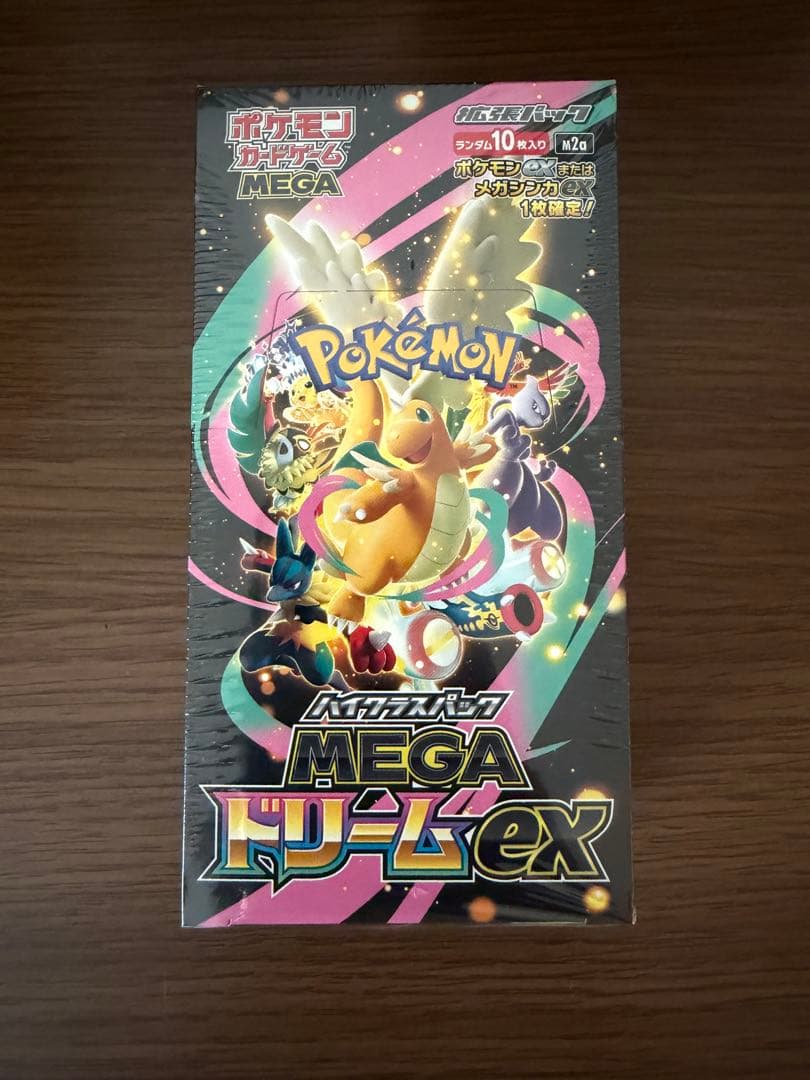 ポケモン
カードゲーム
MEGA
拡張パック
ランダム10枚入り M2a
ポケモンexまたは
メガシンカex
1枚確定!
POKÉMON
TM
ハイクラスパック
MEGA
ドリームex